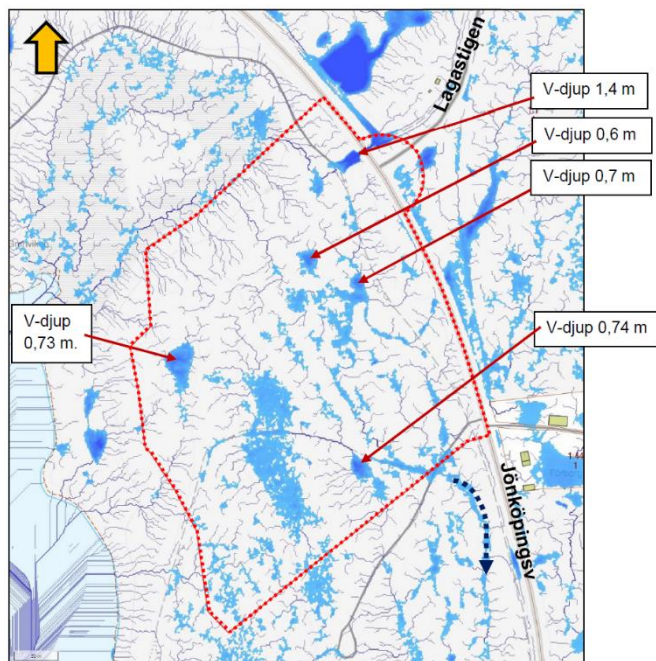 Lagastigen
V-djup 1,4 m
V-djup 0,6 m
V-djup 0,7 m
V-djup
0,73 m.
V-djup 0,74 m
Jönköpingsv